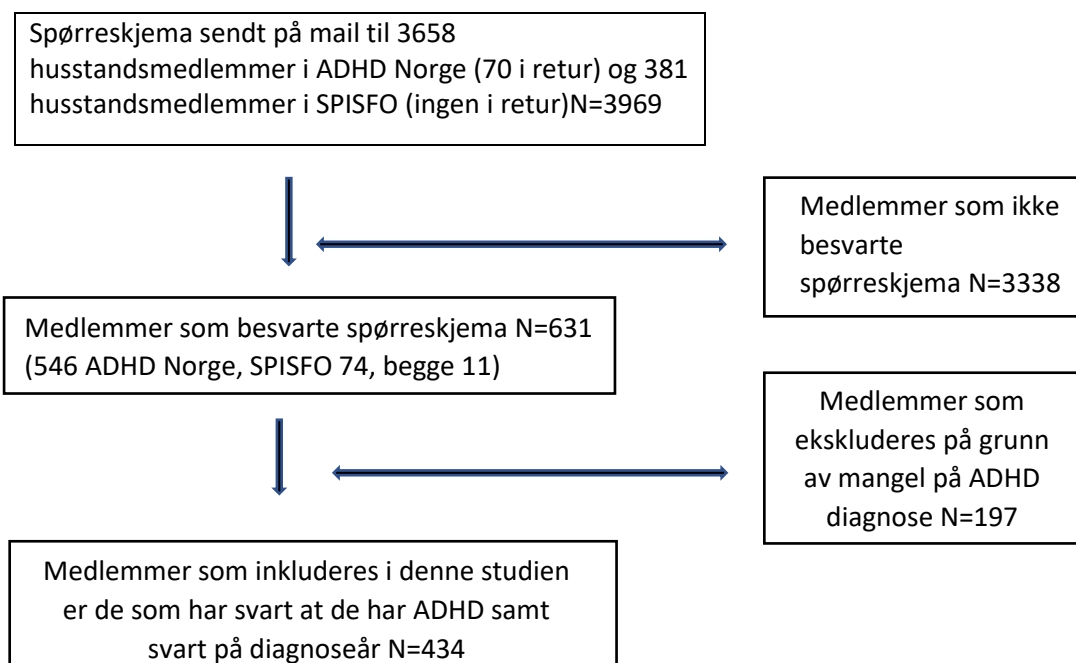 Spørreskjema sendt på mail til 3658
husstandsmedlemmer i ADHD Norge (70 i retur) og 381
husstandsmedlemmer i SPISFO (ingen i retur)N=3969
Medlemmer som ikke
besvarte
spørreskjema N=3338
Medlemmer som besvarte spørreskjema N=631
(546 ADHD Norge, SPISFO 74, begge 11)
Medlemmer som
ekskluderes på grunn
av mangel på ADHD
diagnose N=197
Medlemmer som inkluderes i denne studien
er de som har svart at de har ADHD samt
svart på diagnoseår N=434